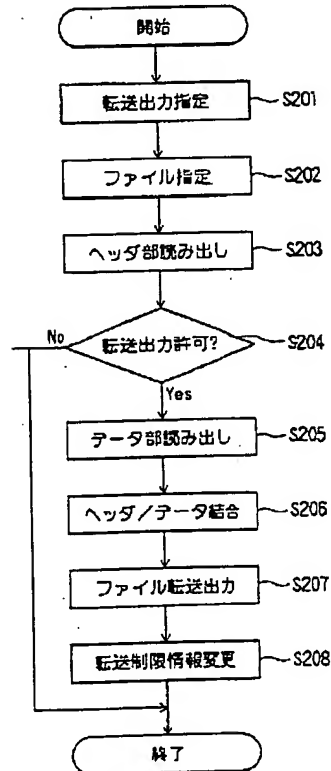 開始
転送出力指定 S201
ファイル指定 S202
ヘッダ部読み出し S203
No 転送出力許可? S204
Yes
データ部読み出し S205
ヘッダ/データ結合 S206
ファイル転送出力 S207
転送制限情報変更 S208
終了